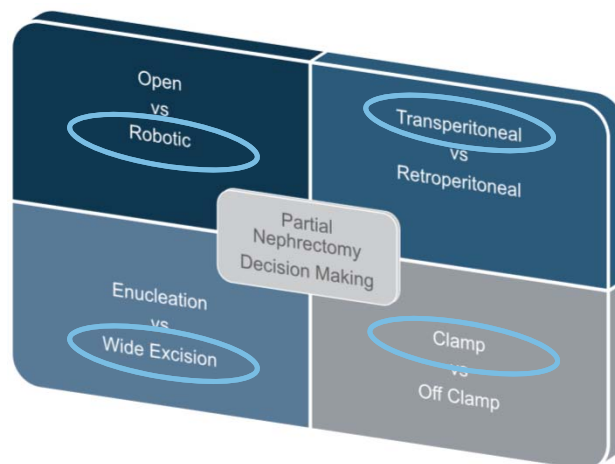 Open
vs
Robotic
Transperitoneal
vs
Retroperitoneal
Partial
Nephrectomy
Decision Making
Enucleation
vs
Wide Excision
Clamp
vs
Off Clamp